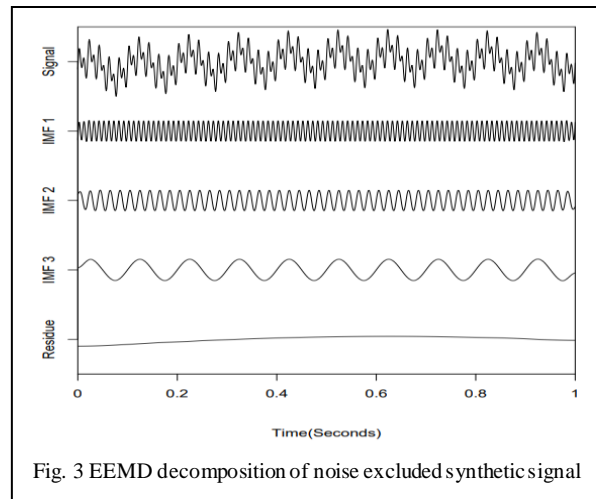 Signal
IMF 1
IMF 2
IMF 3
Residue
0 0.2 0.4 0.6 0.8 1
Time(Seconds)
Fig. 3 EEMD decomposition of noise excluded synthetic signal